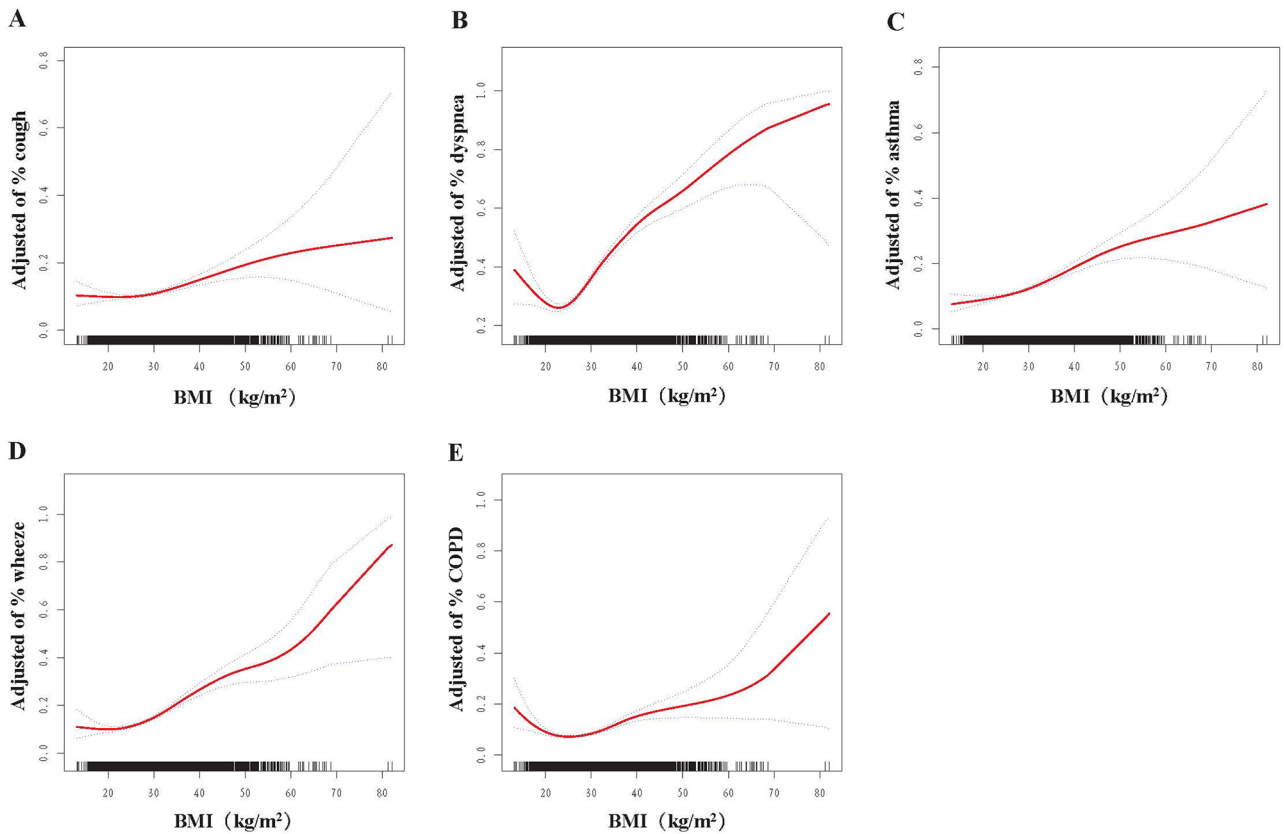 A
Adjusted of % cough
0.0 0.2 0.4 0.6 0.8
20 30 40 50 60 70 80
BMI （kg/m²）
B
Adjusted of % dyspnea
0.2 0.4 0.6 0.8 1.0
20 30 40 50 60 70 80
BMI（kg/m²）
C
Adjusted of % asthma
0.0 0.2 0.4 0.6 0.8
20 30 40 50 60 70 80
BMI（kg/m²）
D
Adjusted of % wheeze
0.0 0.2 0.4 0.6 0.8 1.0
20 30 40 50 60 70 80
BMI（kg/m²）
E
Adjusted of % COPD
0.0 0.2 0.4 0.6 0.8 1.0
20 30 40 50 60 70 80
BMI（kg/m²）